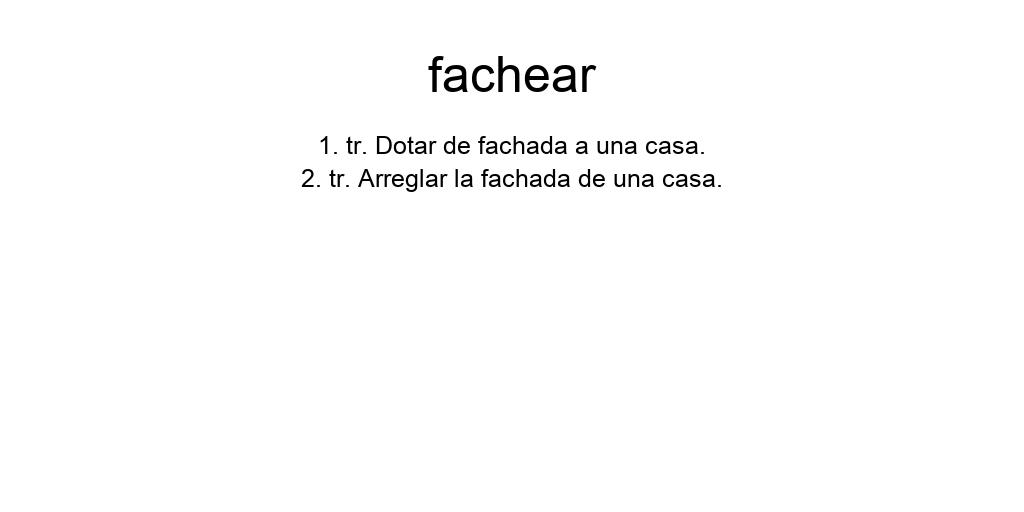 fachear
1. tr. Dotar de fachada a una casa.
2. tr. Arreglar la fachada de una casa.